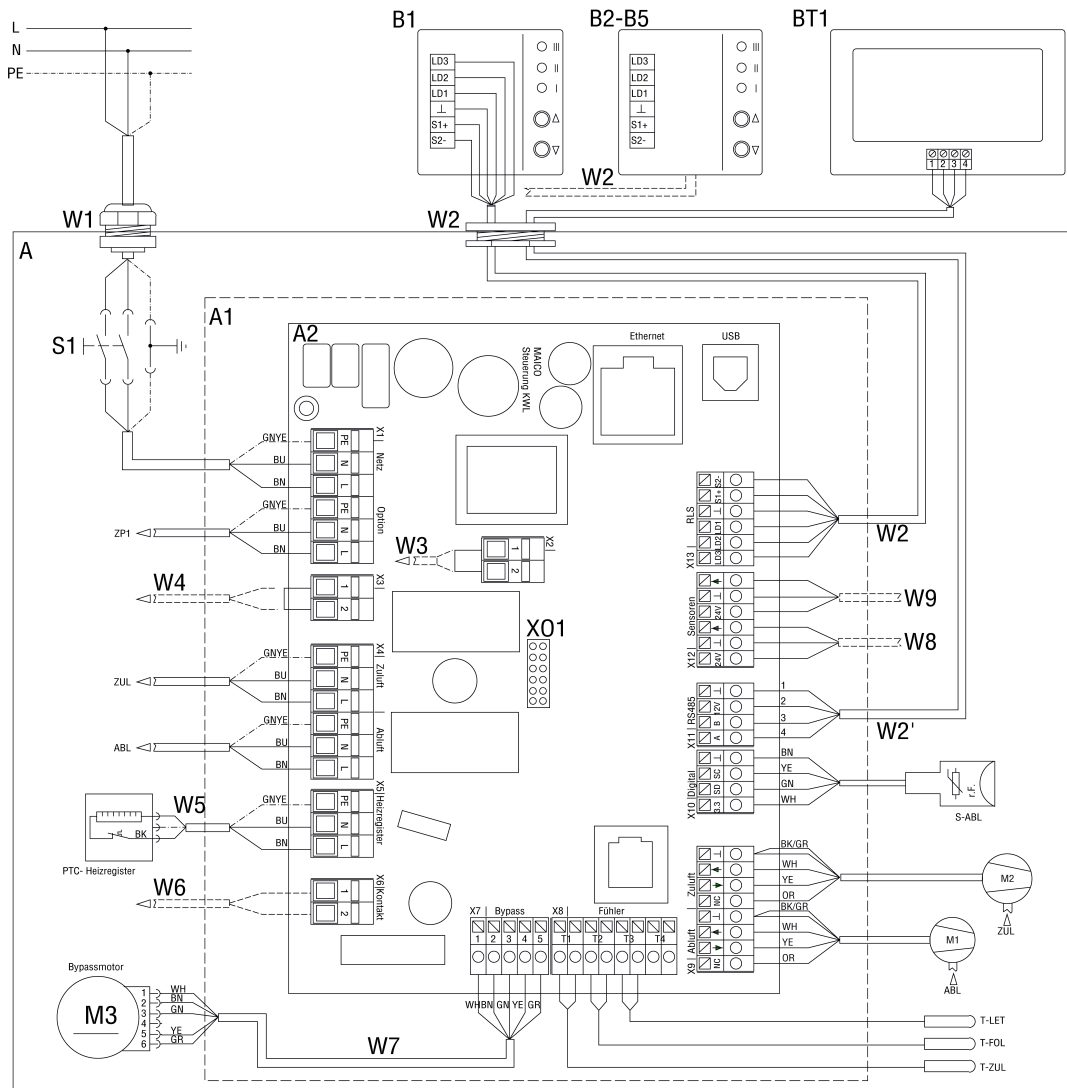 B1
B2-B5
BT1
L
N
PE
LD3
LD2
LD1
⊥
S1+
S2-
III
II
I
LD3
LD2
LD1
⊥
S1+
S2-
III
II
I
1 2 3 4
W2
W1
W2
A
A1
A2
S1
MAICO
Steuerung KWL
Ethernet
USB
X1
Netz
PE
N
L
GNYE
BU
BN
Option
PE
N
L
GNYE
BU
BN
ZP1
W3
X2
1
2
W4
X3
1
2
XO1
X4
Zuluft
PE
N
L
GNYE
BU
BN
ZUL
Abluft
PE
N
L
GNYE
BU
BN
ABL
W5
X5
Heizregister
PE
N
L
GNYE
BU
BN
BK
PTC- Heizregister
W6
X6
Kontakt
1
2
X13
RLS
S2-
S1+
⊥
LD1
LD2
LD3
W2
X12
Sensoren
⊥
24V
⊥
24V
W9
W8
X11
RS485
⊥
12V
B
A
1
2
3
4
W2'
X10
Digital
⊥
SC
SD
3.3
BN
YE
GN
WH
r.F.
S-ABL
X9
Zuluft
⊥
NC
BK/GR
WH
YE
OR
M2
ZUL
Abluft
⊥
NC
BK/GR
WH
YE
OR
M1
ABL
X7
Bypass
1 2 3 4 5
X8
Fühler
T1 T2 T3 T4
WH BN GN YE GR
Bypassmotor
M3
1 WH
2 BN
3 GN
4
5 YE
6 GR
W7
T-LET
T-FOL
T-ZUL